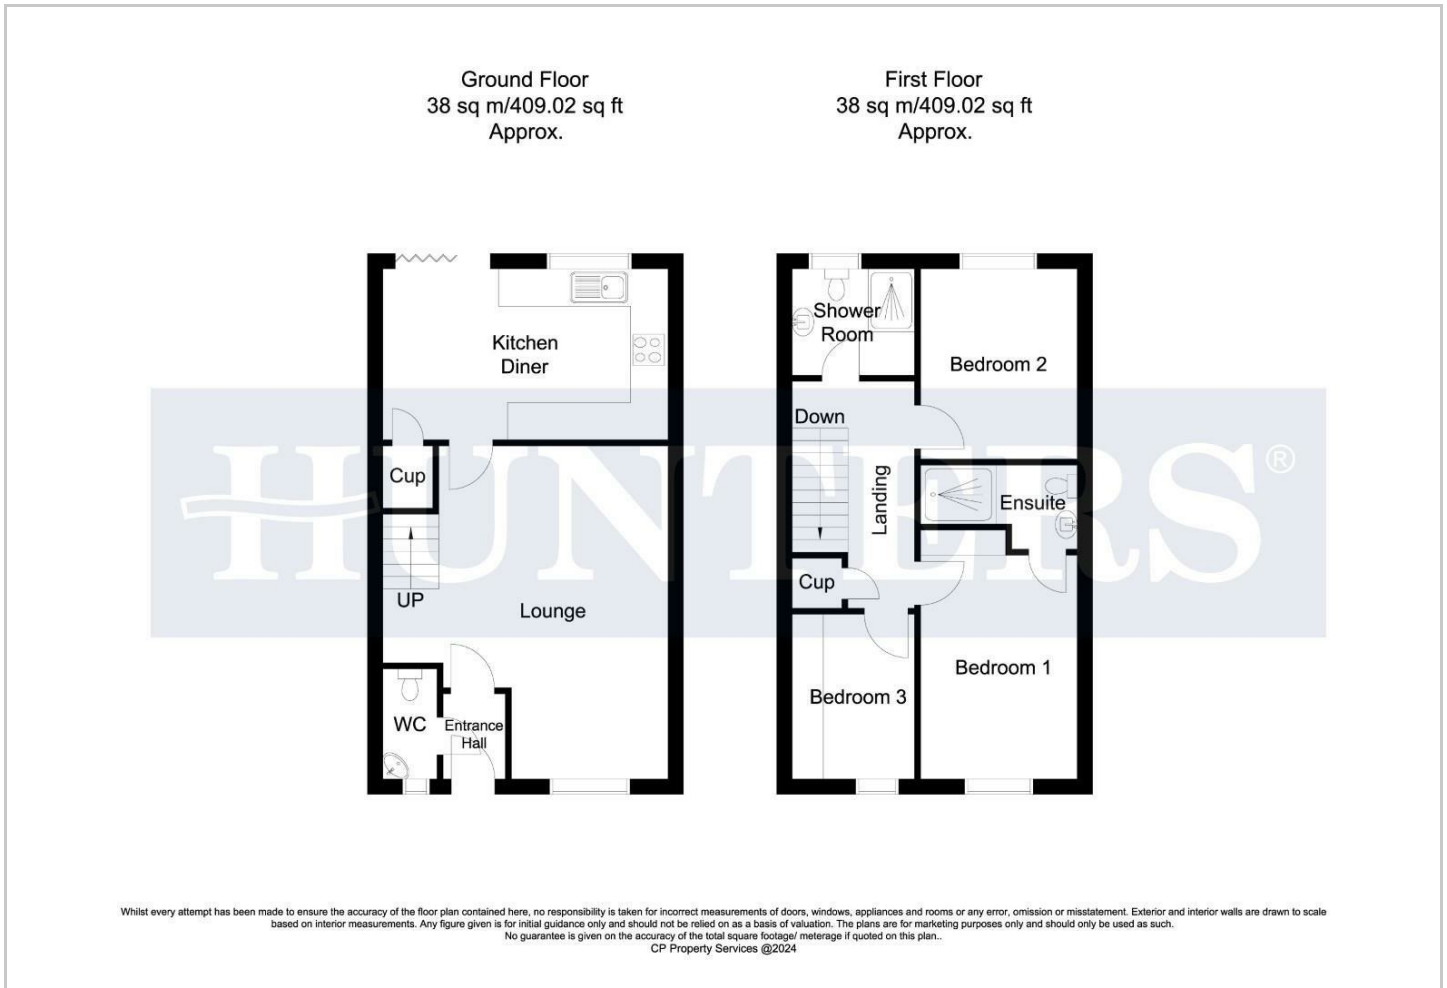 Ground Floor
38 sq m/409.02 sq ft
Approx.
First Floor
38 sq m/409.02 sq ft
Approx.
Kitchen
Diner
Cup
UP
Lounge
WC
Entrance
Hall
Shower
Room
Bedroom 2
Down
Landing
Ensuite
Cup
Bedroom 1
Bedroom 3
HUNTERS®
Whilst every attempt has been made to ensure the accuracy of the floor plan contained here, no responsibility is taken for incorrect measurements of doors, windows, appliances and rooms or any error, omission or misstatement. Exterior and interior walls are drawn to scale
based on interior measurements. Any figure given is for initial guidance only and should not be relied on as a basis of valuation. The plans are for marketing purposes only and should only be used as such.
No guarantee is given on the accuracy of the total square footage/ meterage if quoted on this plan..
CP Property Services @2024